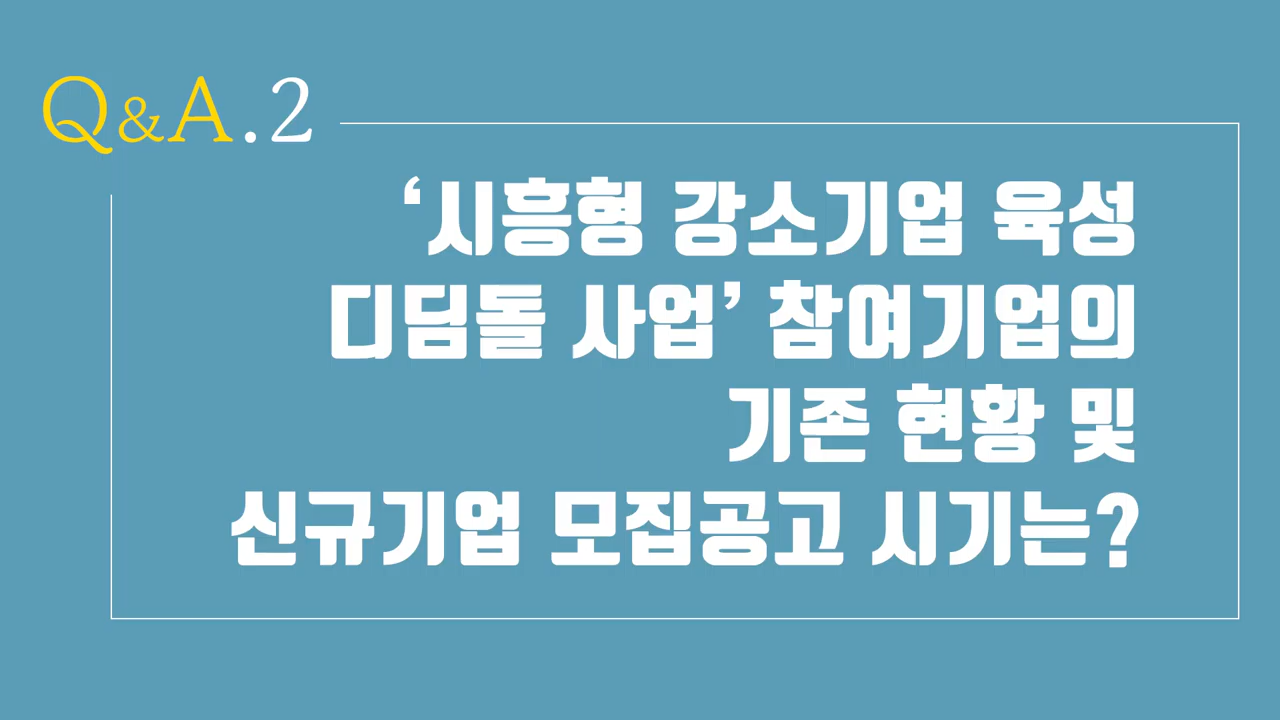 Q&A.2
‘시흥형 강소기업 육성
디딤돌 사업’ 참여기업의
기존 현황 및
신규기업 모집공고 시기는?